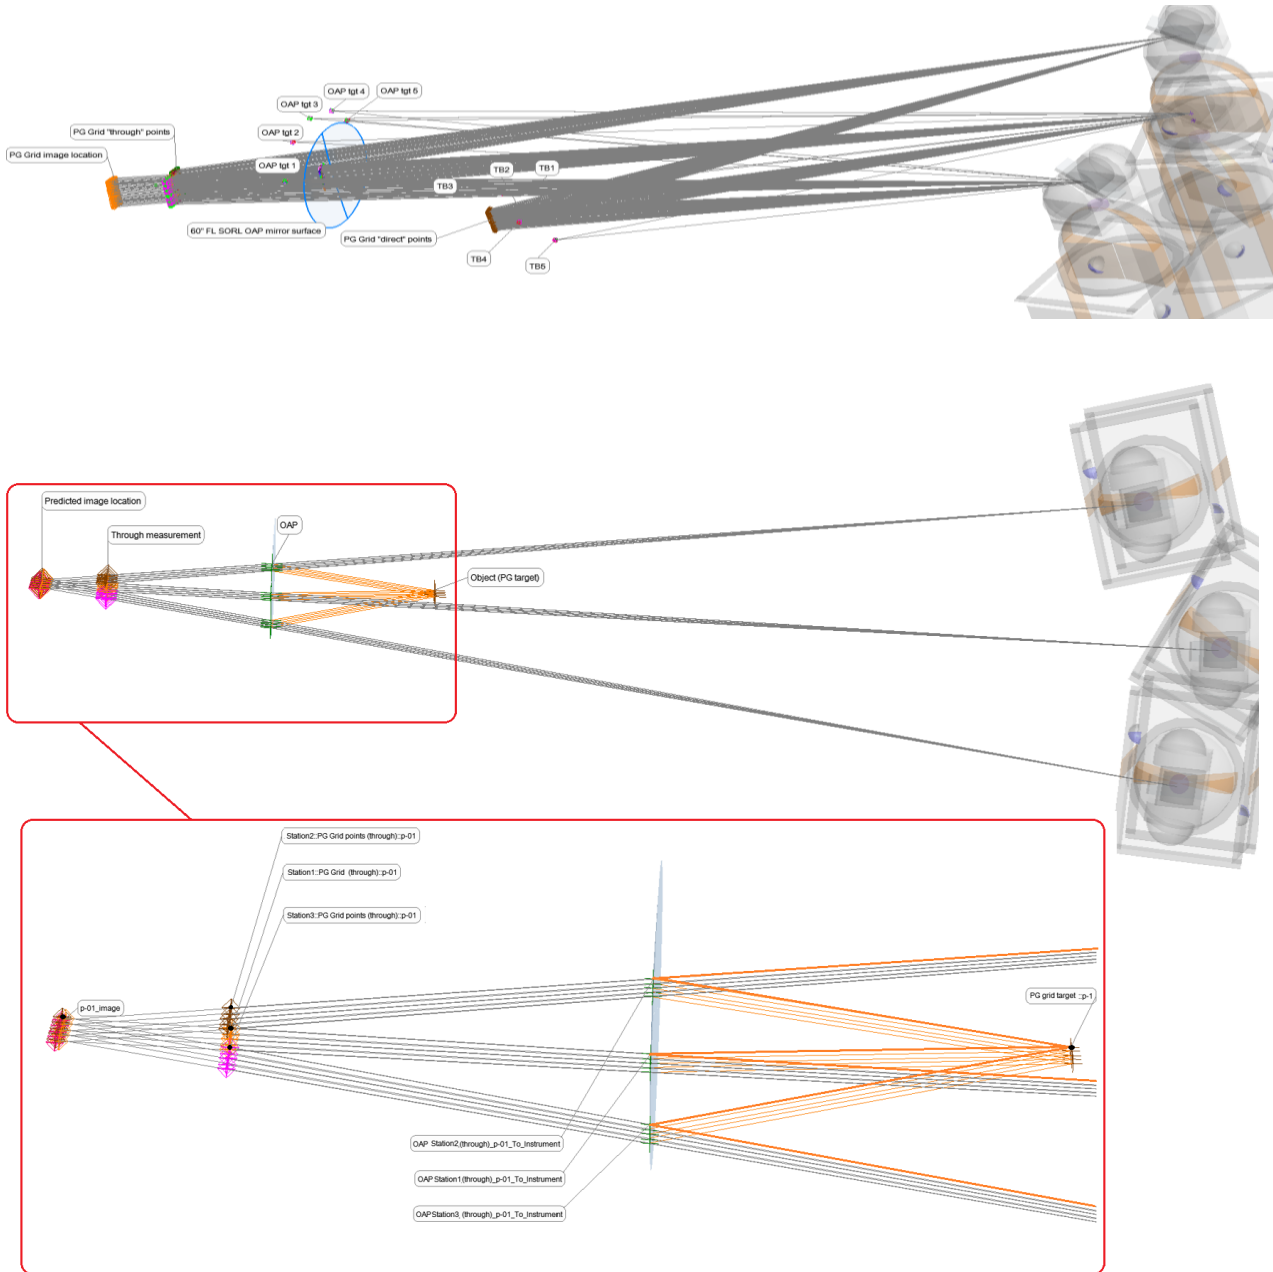 OAP tgt 4
OAP tgt 5
OAP tgt 3
PG Grid "through" points
OAP tgt 2
PG Grid image location
OAP tgt 1
TB2
TB1
TB3
60" FL SORL OAP mirror surface
PG Grid "direct" points
TB4
TB5
Predicted image location
OAP
Through measurement
Object (PG target)
Station2::PG Grid points (through)::p-01
Station1::PG Grid (through)::p-01
Station3::PG Grid points (through)::p-01
PG grid target ::p-1
p-01_image
OAP Station2,(through)_p-01_To_Instrument
OAP Station1,(through)_p-01_To_Instrument
OAPStation3, (through)_p-01_To_Instrument